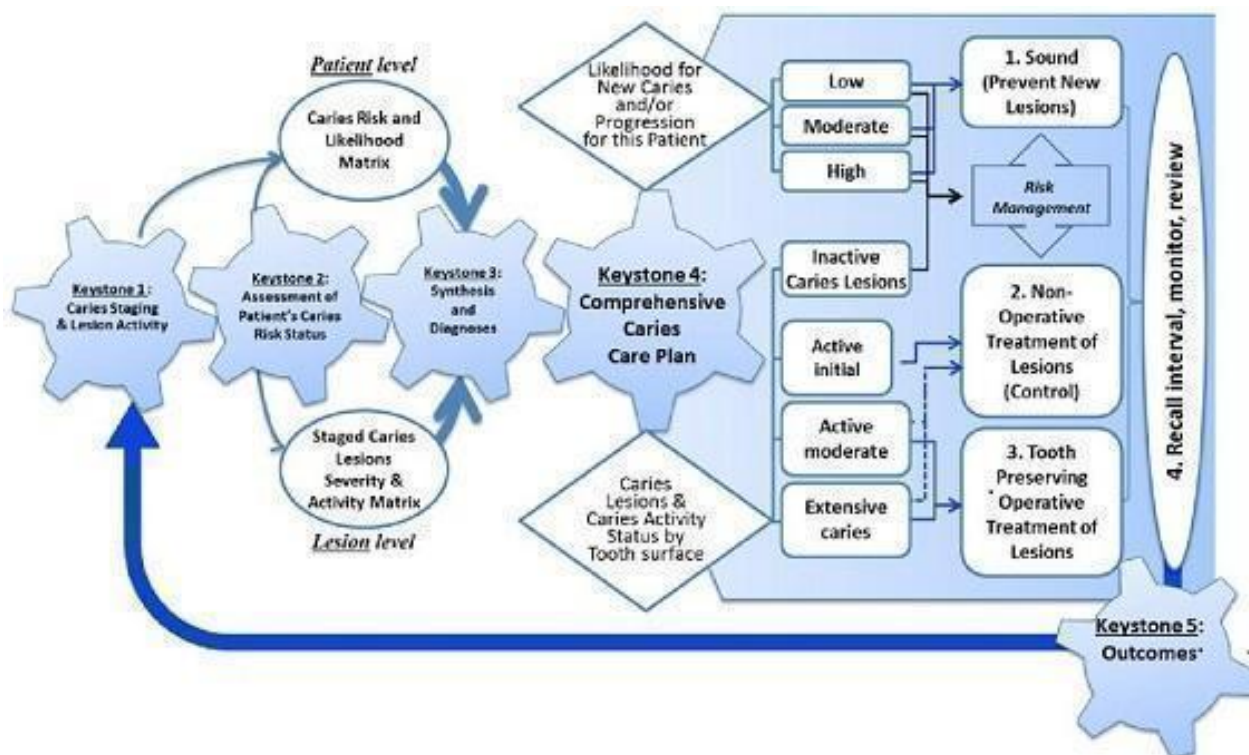 Patient level
Caries Risk and
Likelihood
Matrix
Keystone 1:
Caries Staging
& Lesion Activity
Keystone 2:
Assessment of
Patient's Caries
Risk Status
Keystone 3:
Synthesis
and
Diagnoses
Staged Caries
Lesions
Severity &
Activity Matrix
Lesion level
Likelihood for
New Caries
and/or
Progression
for this Patient
Keystone 4:
Comprehensive
Caries
Care Plan
Caries
Lesions &
Caries Activity
Status by
Tooth surface
Low
Moderate
High
Inactive
Caries Lesions
Active
initial
Active
moderate
Extensive
caries
1. Sound
(Prevent New
Lesions)
Risk
Management
2. Non-
Operative
Treatment of
Lesions
(Control)
3. Tooth
Preserving
Operative
Treatment of
Lesions
4. Recall interval, monitor, review
Keystone 5:
Outcomes